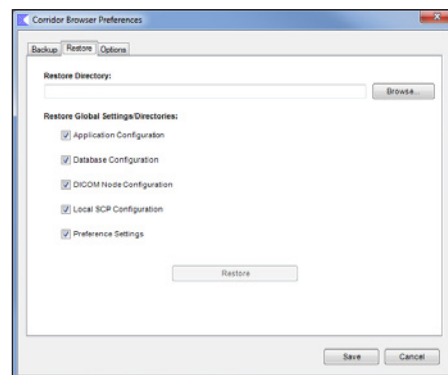 Corridor Browser Preferences
Backup Restore Options
Restore Directory:
Browse...
Restore Global Settings/Directories:
Application Configuraton
Database Configuration
DICOM Node Configuration
Local SCP Configuration
Preference Settings
Restore
Save Cancel